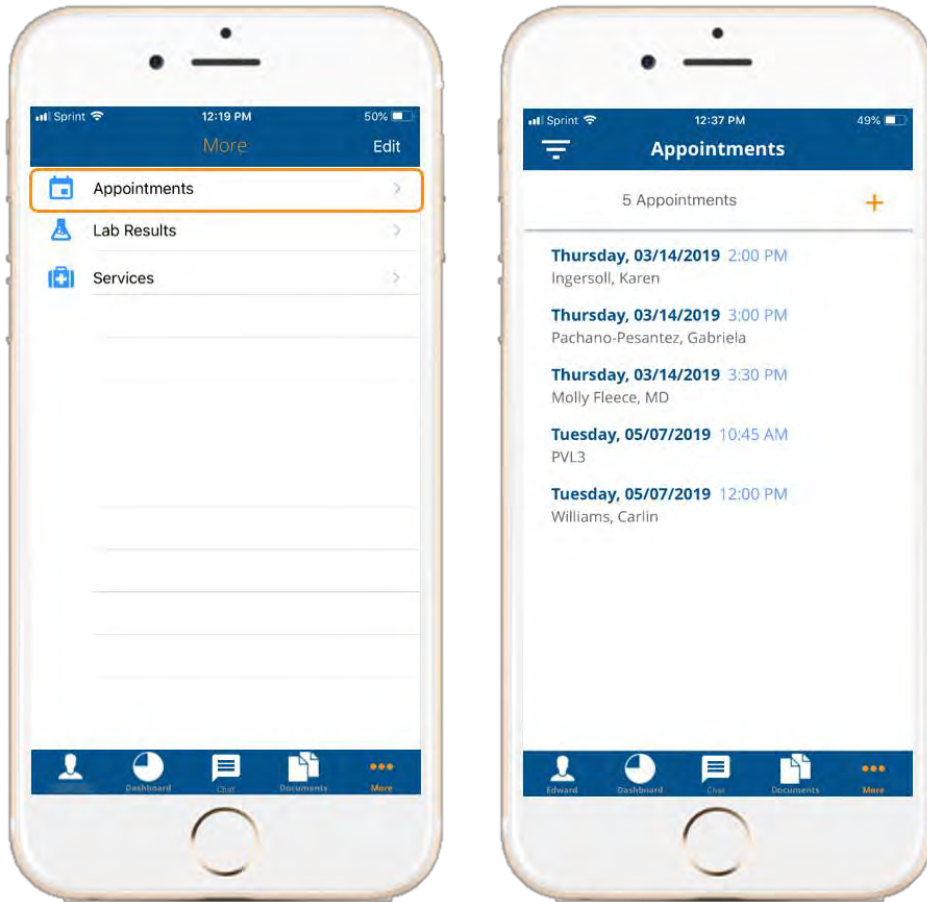 Sprint 12:19 PM 50%
More Edit
Appointments
Lab Results
Services
Dashboard Chat Documents More
Sprint 12:37 PM 49%
Appointments
5 Appointments +
Thursday, 03/14/2019 2:00 PM
Ingersoll, Karen
Thursday, 03/14/2019 3:00 PM
Pachano-Pesantez, Gabriela
Thursday, 03/14/2019 3:30 PM
Molly Fleece, MD
Tuesday, 05/07/2019 10:45 AM
PVL3
Tuesday, 05/07/2019 12:00 PM
Williams, Carlin
Edward Dashboard Chat Documents More